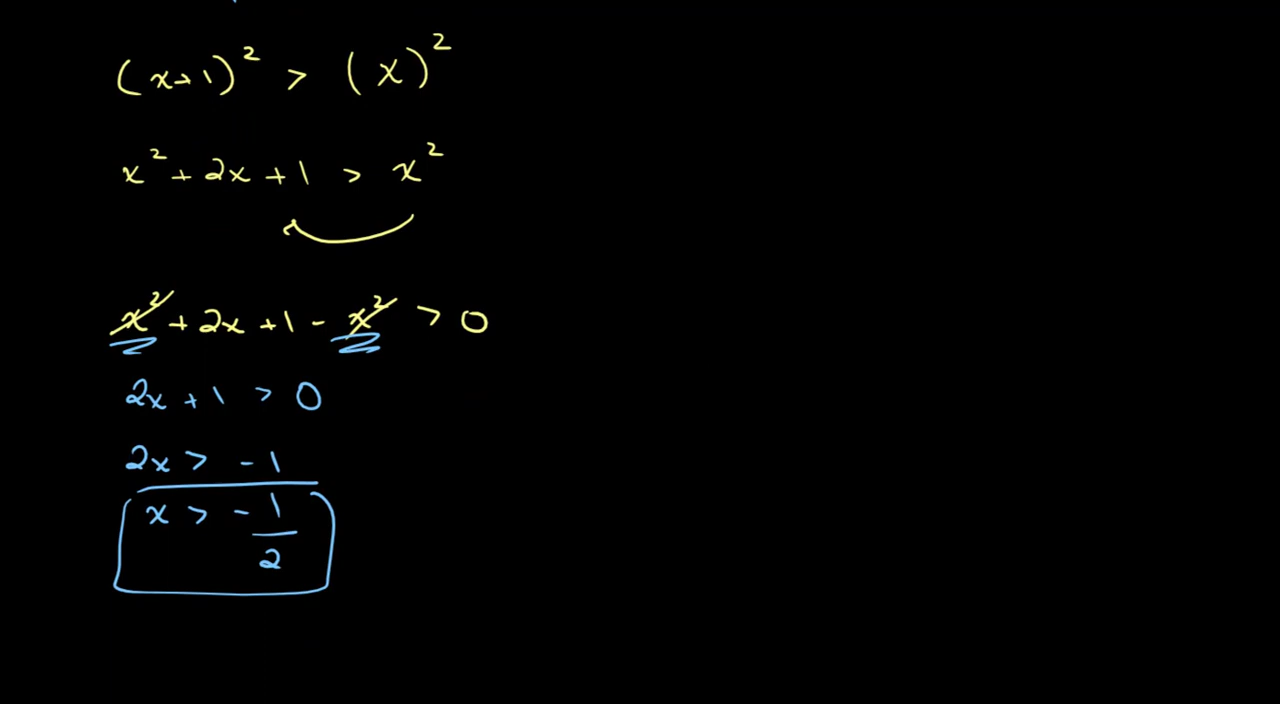 (x+1)² > (x)²
x² + 2x + 1 > x²
x² + 2x + 1 - x² > 0
2x + 1 > 0
2x > - 1
x > - 1/2